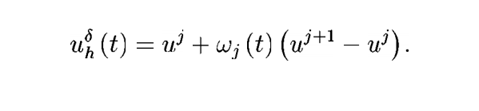 u_h^δ (t) = u^j + ω_j (t) (u^{j+1} − u^j).